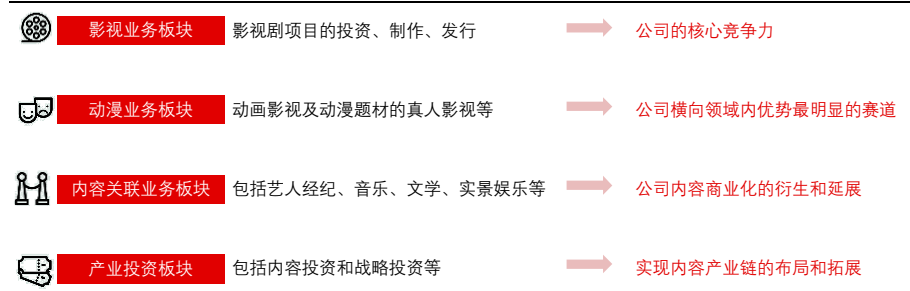 影视业务板块 影视剧项目的投资、制作、发行 公司的核心竞争力
动漫业务板块 动画影视及动漫题材的真人影视等 公司横向领域内优势最明显的赛道
内容关联业务板块 包括艺人经纪、音乐、文学、实景娱乐等 公司内容商业化的衍生和延展
产业投资板块 包括内容投资和战略投资等 实现内容产业链的布局和拓展